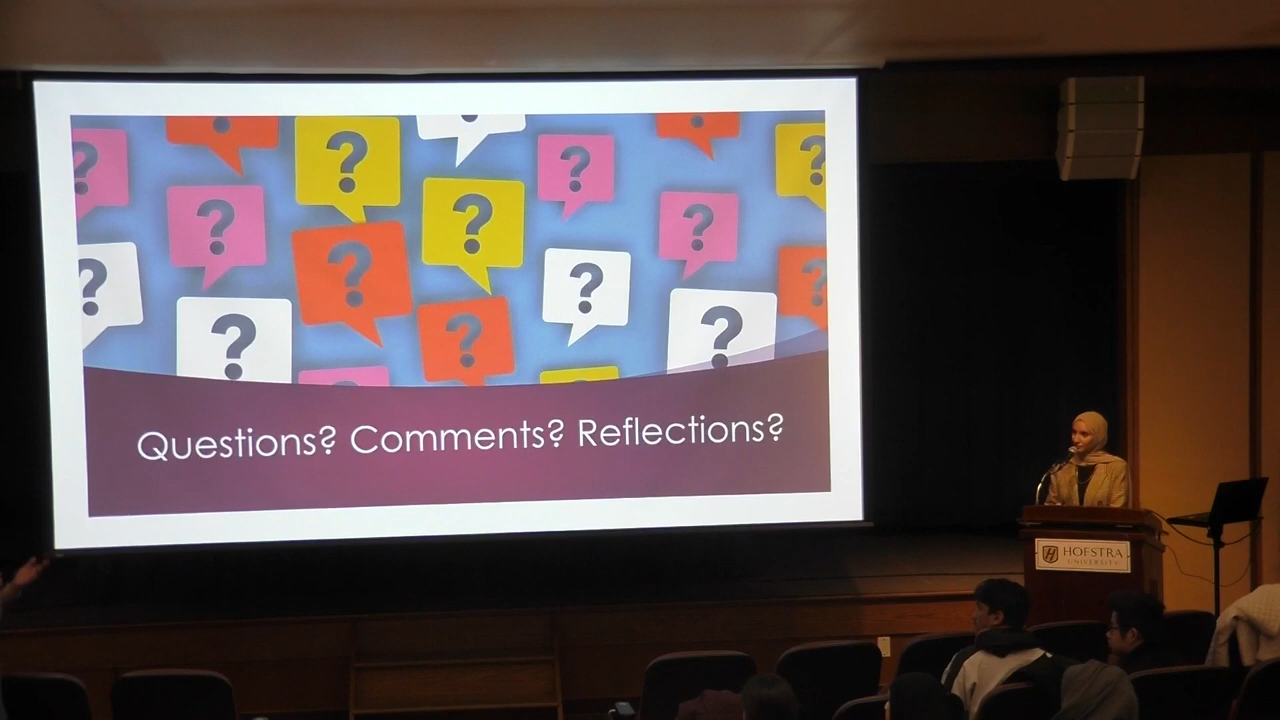 ? ? ? ? ? ? ? ? ? ? ? ? ? ?
Questions? Comments? Reflections?
H HOFSTRA
UNIVERSITY